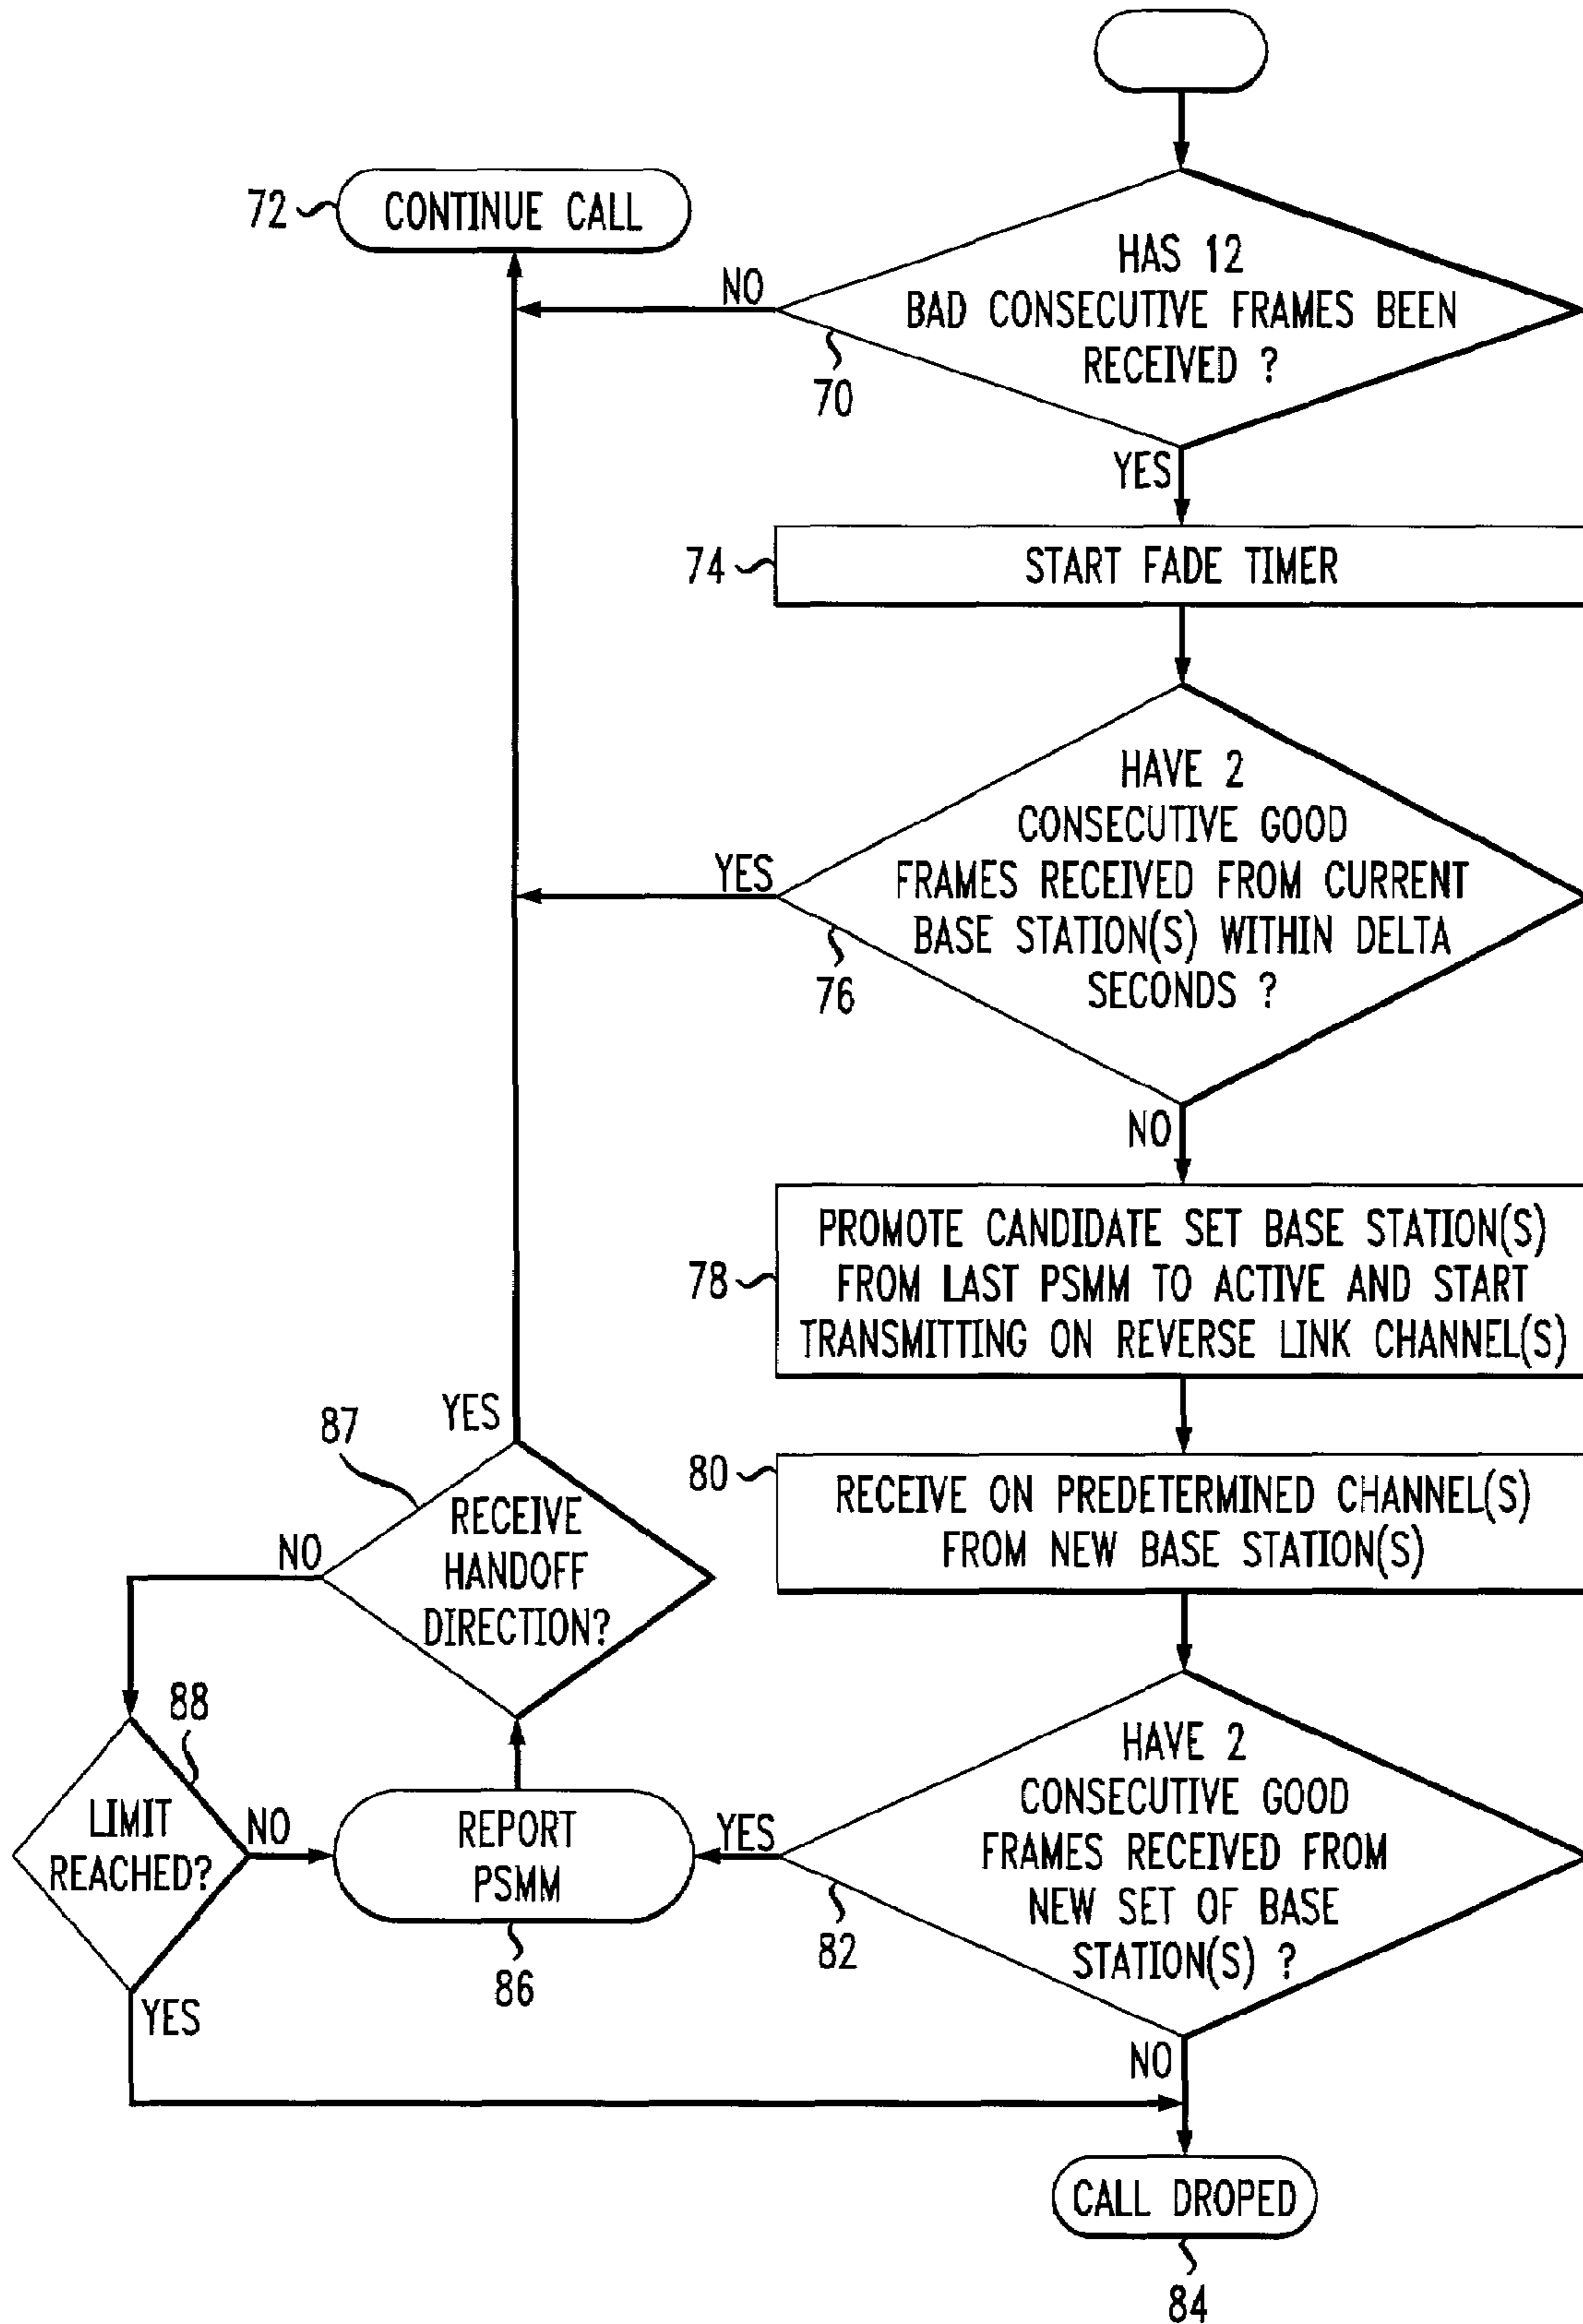 72
CONTINUE CALL
HAS 12
BAD CONSECUTIVE FRAMES BEEN
RECEIVED ?
NO
70
YES
74
START FADE TIMER
HAVE 2
CONSECUTIVE GOOD
FRAMES RECEIVED FROM CURRENT
BASE STATION(S) WITHIN DELTA
SECONDS ?
YES
76
NO
78
PROMOTE CANDIDATE SET BASE STATION(S)
FROM LAST PSMM TO ACTIVE AND START
TRANSMITTING ON REVERSE LINK CHANNEL(S)
80
RECEIVE ON PREDETERMINED CHANNEL(S)
FROM NEW BASE STATION(S)
87
YES
RECEIVE
HANDOFF
DIRECTION?
NO
88
LIMIT
REACHED?
NO
YES
REPORT
PSMM
86
HAVE 2
CONSECUTIVE GOOD
FRAMES RECEIVED FROM
NEW SET OF BASE
STATION(S) ?
YES
82
NO
CALL DROPED
84